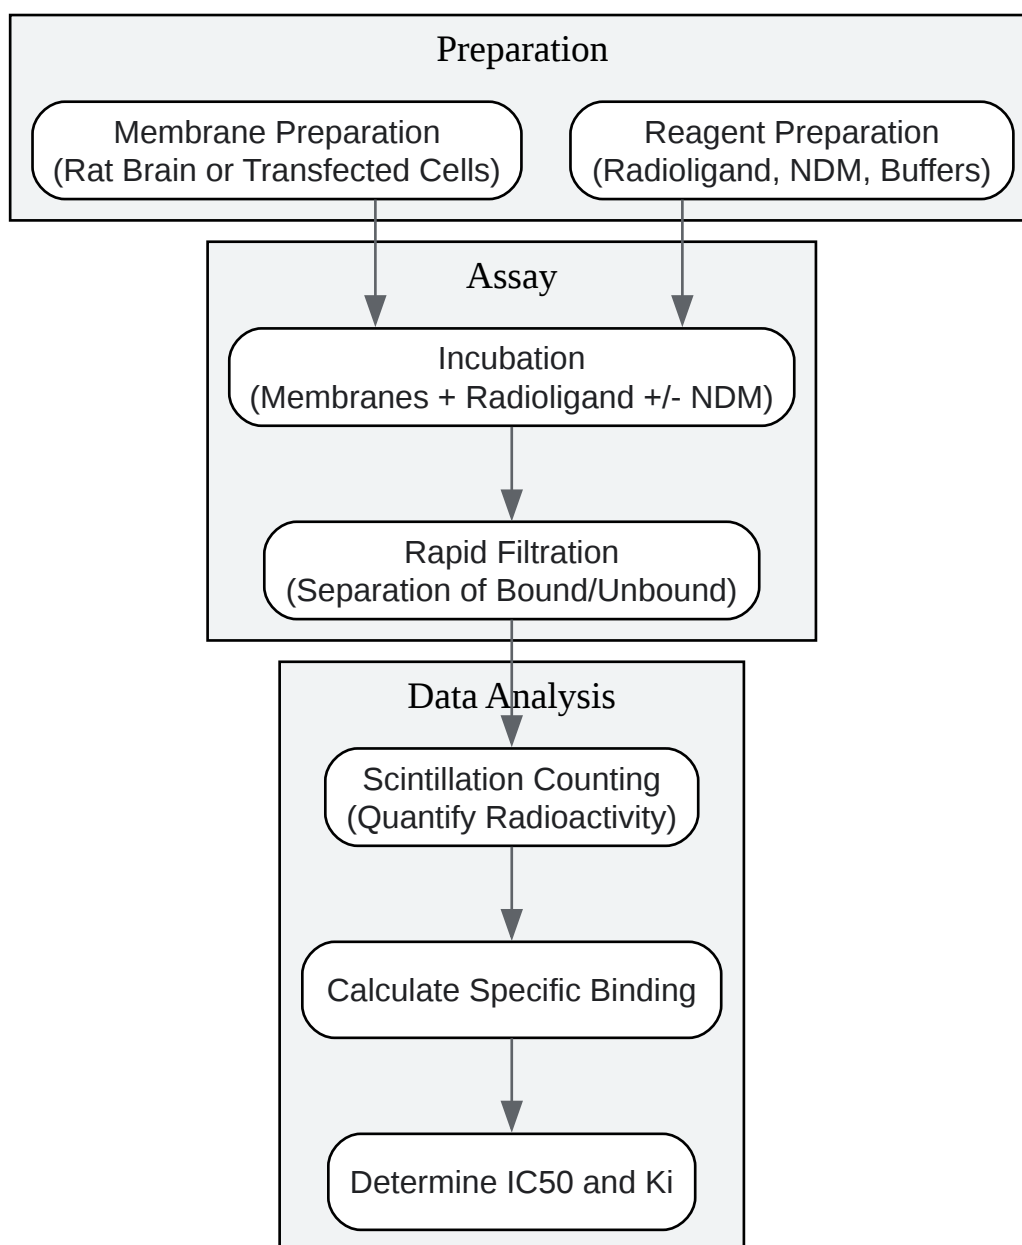 Preparation
Membrane Preparation
(Rat Brain or Transfected Cells)
Reagent Preparation
(Radioligand, NDM, Buffers)
Assay
Incubation
(Membranes + Radioligand +/- NDM)
Rapid Filtration
(Separation of Bound/Unbound)
Data Analysis
Scintillation Counting
(Quantify Radioactivity)
Calculate Specific Binding
Determine IC50 and Ki